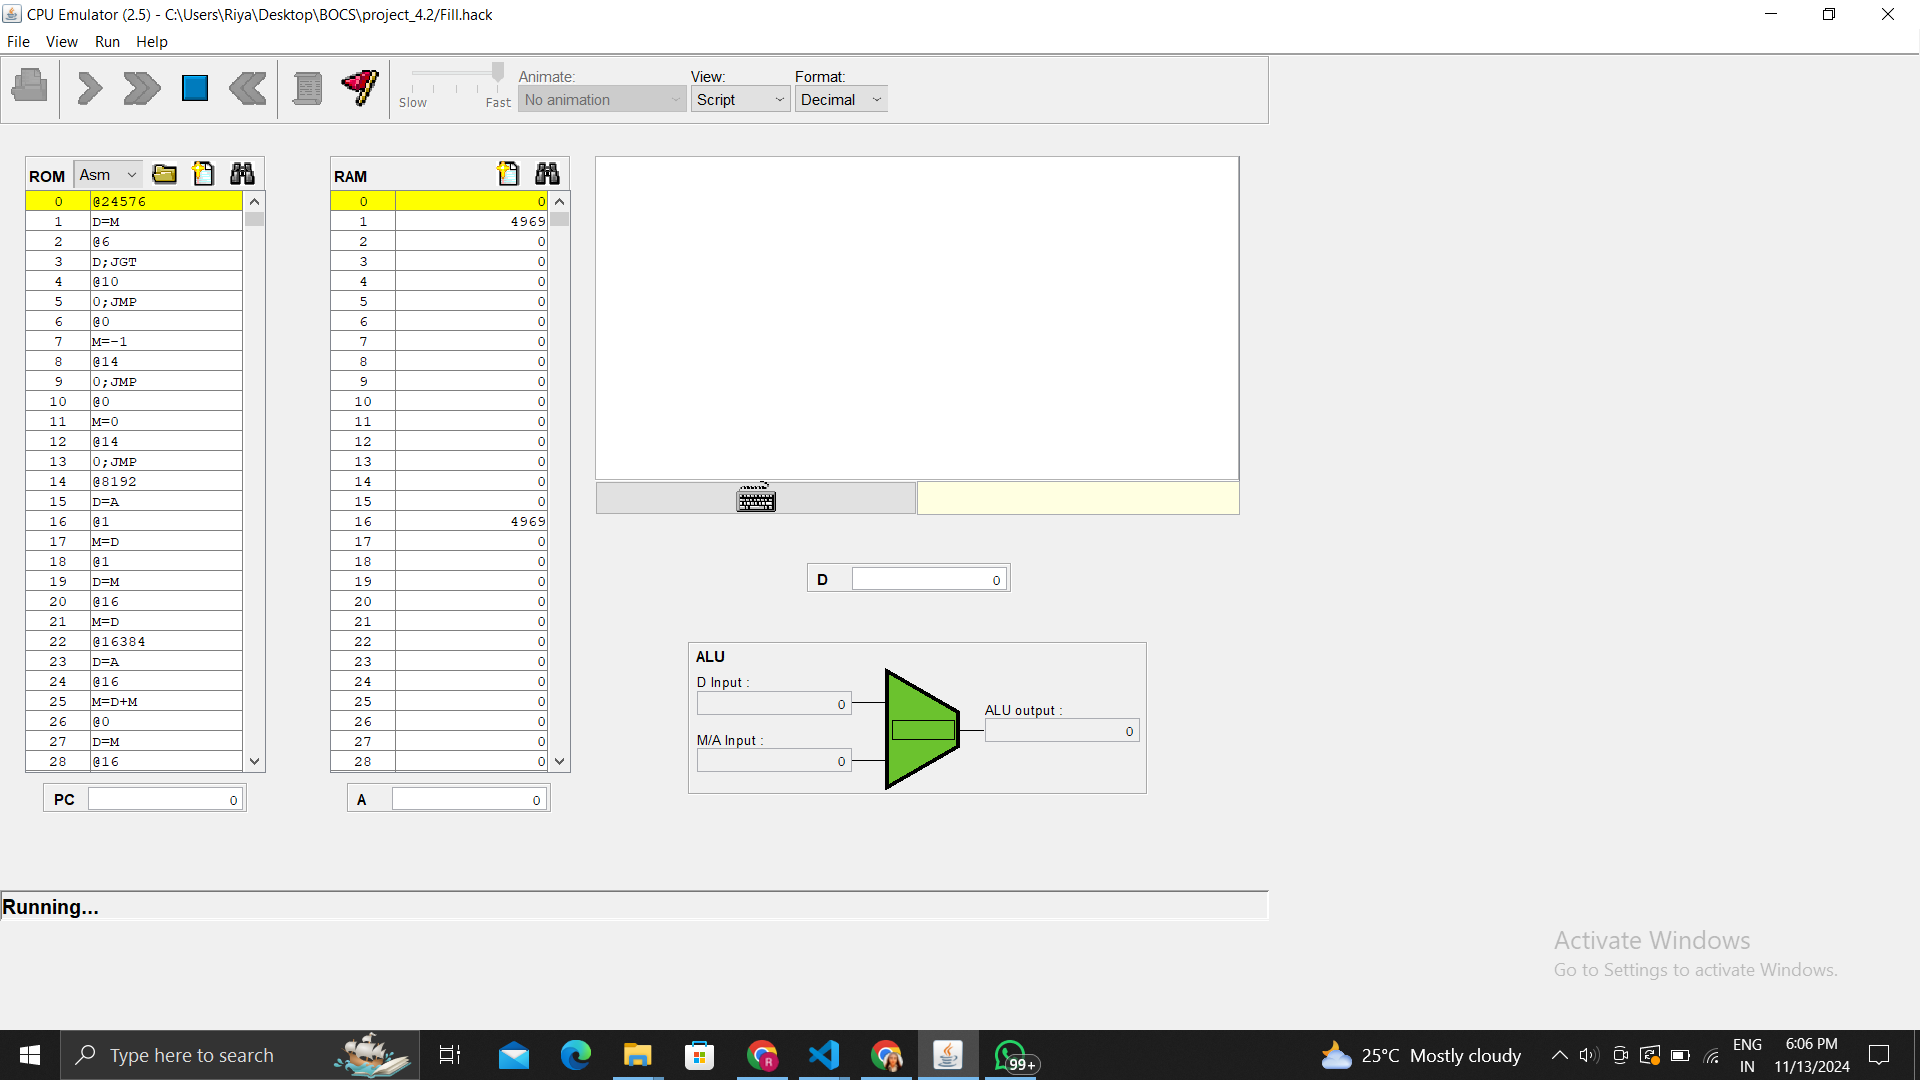 CPU Emulator (2.5) - C:\Users\Riya\Desktop\BOCS\project_4.2/Fill.hack
File View Run Help
Slow Fast
Animate:
No animation
View:
Script
Format:
Decimal
ROM Asm
0 @24576
1 D=M
2 @6
3 D;JGT
4 @10
5 0;JMP
6 @0
7 M=-1
8 @14
9 0;JMP
10 @0
11 M=0
12 @14
13 0;JMP
14 @8192
15 D=A
16 @1
17 M=D
18 @1
19 D=M
20 @16
21 M=D
22 @16384
23 D=A
24 @16
25 M=D+M
26 @0
27 D=M
28 @16
PC 0
RAM
0 0
1 4969
2 0
3 0
4 0
5 0
6 0
7 0
8 0
9 0
10 0
11 0
12 0
13 0
14 0
15 0
16 4969
17 0
18 0
19 0
20 0
21 0
22 0
23 0
24 0
25 0
26 0
27 0
28 0
A 0
D 0
ALU
D Input :
0
M/A Input :
0
ALU output :
0
Running...
Activate Windows
Go to Settings to activate Windows.
Type here to search
99+
25°C Mostly cloudy
ENG
IN
6:06 PM
11/13/2024